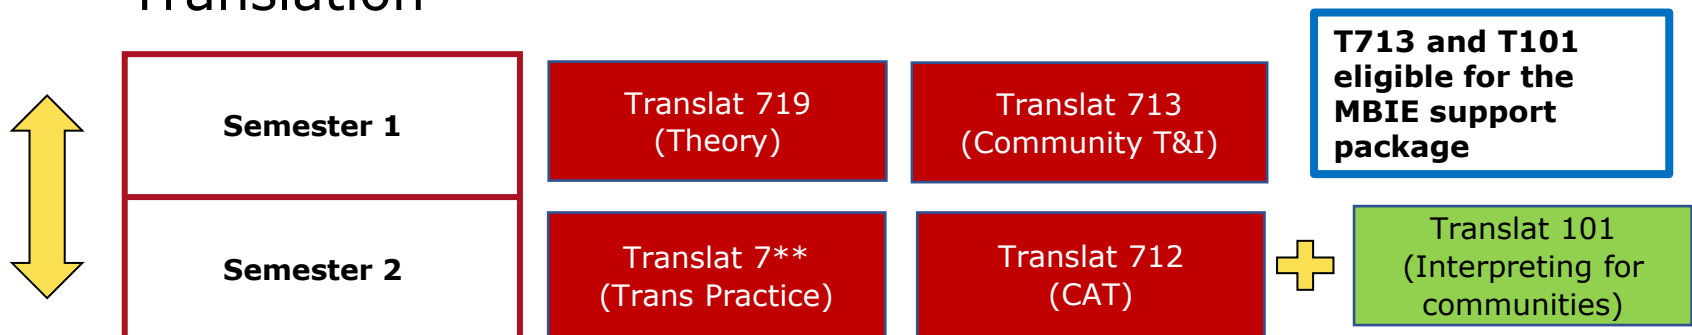 Translation
Semester 1
Translat 719
(Theory)
Translat 713
(Community T&I)
T713 and T101
eligible for the
MBIE support
package
Semester 2
Translat 7**
(Trans Practice)
Translat 712
(CAT)
Translat 101
(Interpreting for
communities)